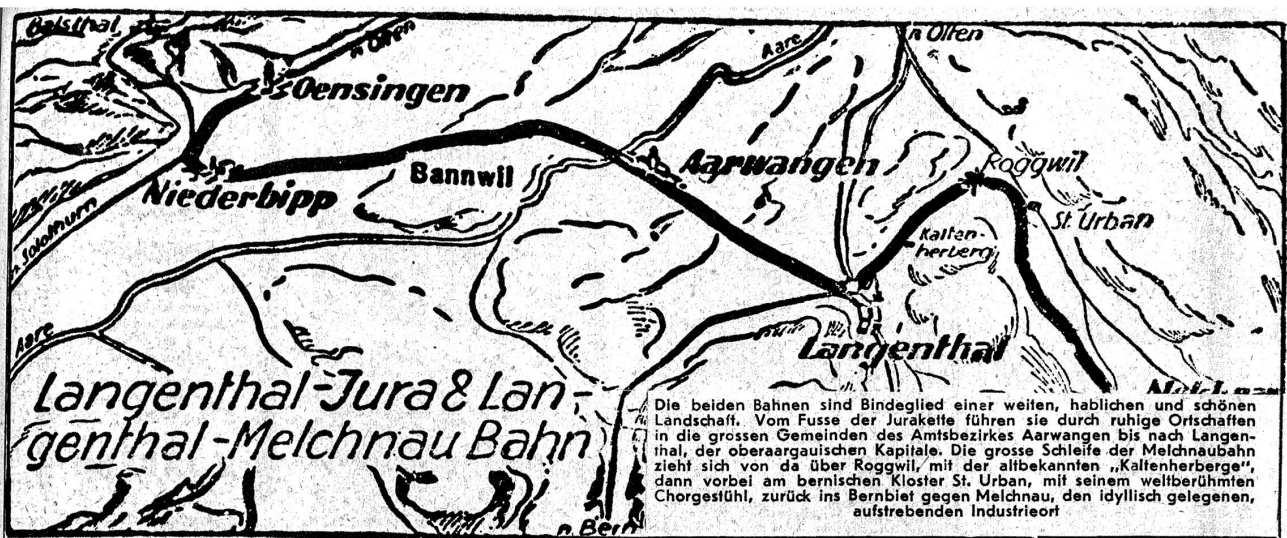 Balsthal
n. Olten
Aare
n. Olten
Oensingen
Bannwil
Aarwangen
Roggwil
Niederbipp
St. Urban
Kalten-
herberg
n. Solothurn
Aare
Langenthal
Langenthal-Jura & Lan-
genthal-Melchnau Bahn
n. Bern
Die beiden Bahnen sind Bindeglied einer weiten, hablichen und schönen
Landschaft. Vom Fusse der Jurakette führen sie durch ruhige Ortschaften
in die grossen Gemeinden des Amtsbezirkes Aarwangen bis nach Langen-
thal, der oberaargauischen Kapitale. Die grosse Schleife der Melchnaubahn
zieht sich von da über Roggwil, mit der altbekannten „Kaltenherberge",
dann vorbei am bernischen Kloster St. Urban, mit seinem weltberühmten
Chorgestühl, zurück ins Bernbiet gegen Melchnau, den idyllisch gelegenen,
aufstrebenden Industrieort